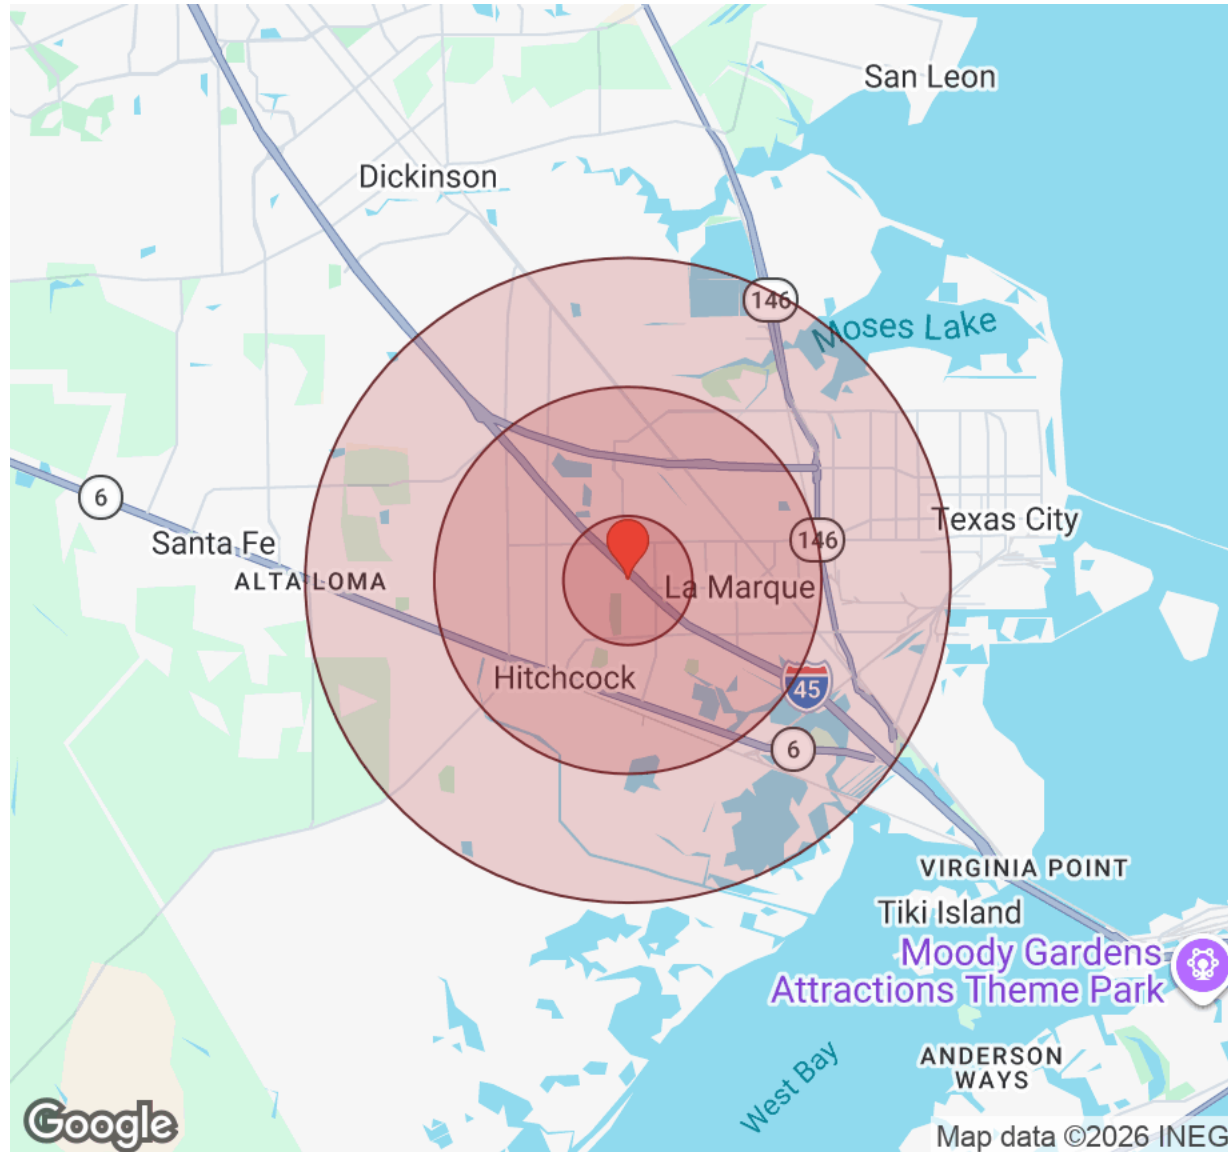 San Leon
Dickinson
146
Moses Lake
6
Texas City
Santa Fe
146
ALTA LOMA
La Marque
Hitchcock
45
6
VIRGINIA POINT
Tiki Island
Moody Gardens
Attractions Theme Park
ANDERSON
WAYS
West Bay
Google
Map data ©2026 INEG